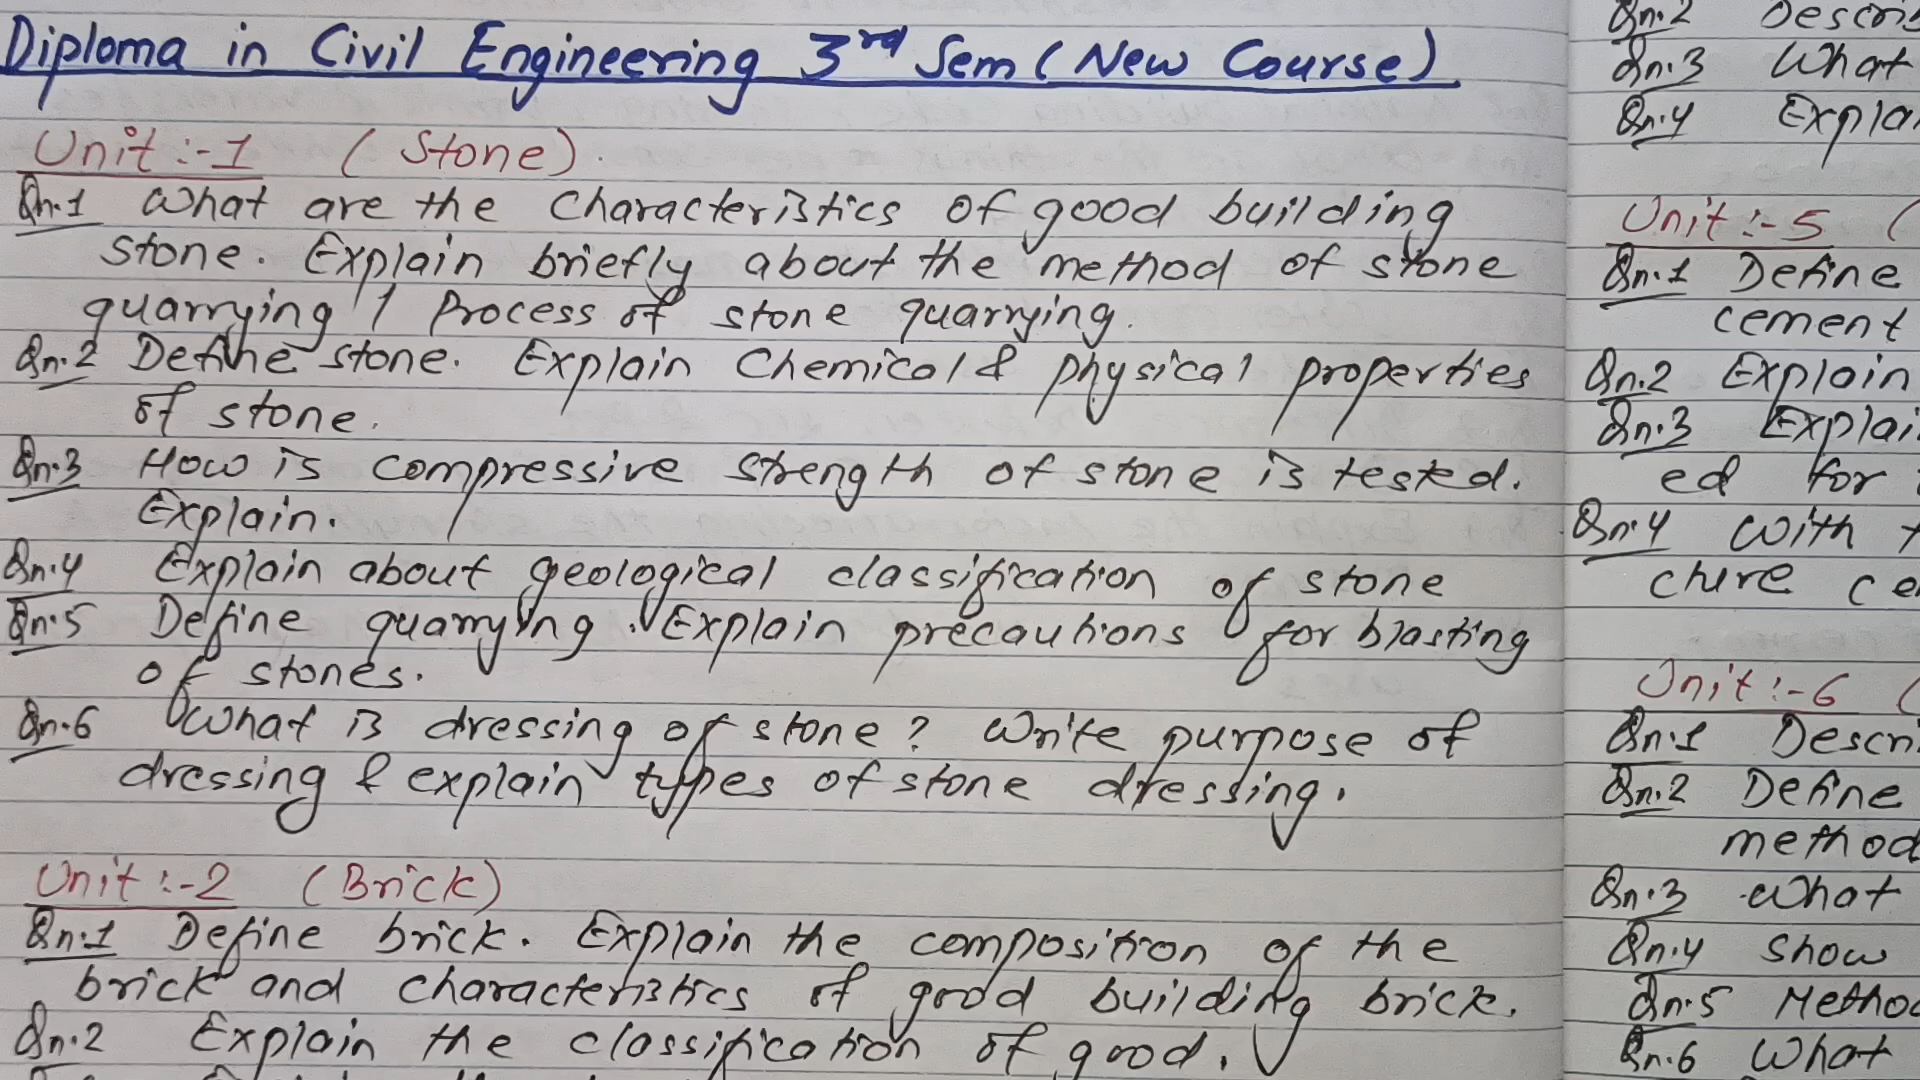 Diploma in Civil Engineering 3rd Sem (New Course)
Unit :-1 (Stone)
Qn.1 What are the characteristics of good building
stone. Explain briefly about the method of stone
quarrying / Process of stone quarrying.
Qn.2 Define stone. Explain Chemical & physical properties
of stone.
Qn.3 How is compressive strength of stone is tested.
Explain.
Qn.4 Explain about geological classification of stone
Qn.5 Define quarrying. Explain precautions for blasting
of stones.
Qn.6 What is dressing of stone? Write purpose of
dressing & explain types of stone dressing.
Unit :-2 (Brick)
Qn.1 Define brick. Explain the composition of the
brick and characteristics of good building brick.
Qn.2 Explain the classification of good.
Qn.2 Descri
Qn.3 What
Qn.4 Explai
Unit :-5 (
Qn.1 Define
cement
Qn.2 Explain
Qn.3 Explai
ed for
Qn.4 With
cture ce
Unit :-6 (
Qn.1 Descri
Qn.2 Define
method
Qn.3 What
Qn.4 Show
Qn.5 Metho
Qn.6 What